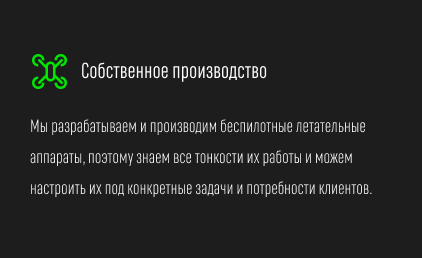 Собственное производство
Мы разрабатываем и производим беспилотные летательные
аппараты, поэтому знаем все тонкости их работы и можем
настроить их под конкретные задачи и потребности клиентов.